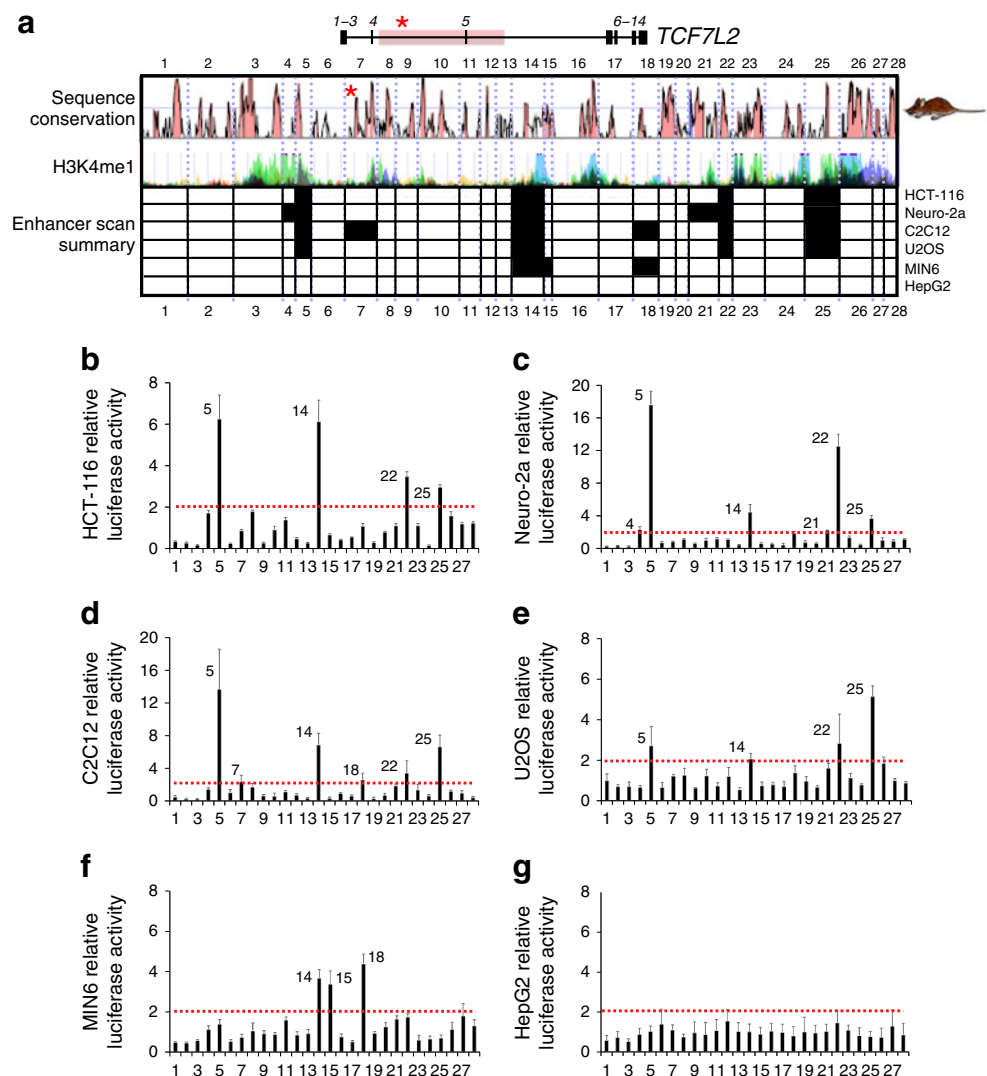 a
1–3 4 5 6–14
TCF7L2
1 2 3 4 5 6 7 8 9 10 11 12 13 14 15 16 17 18 19 20 21 22 23 24 25 26 27 28
Sequence
conservation
H3K4me1
Enhancer scan
summary
HCT-116
Neuro-2a
C2C12
U2OS
MIN6
HepG2
1 2 3 4 5 6 7 8 9 10 11 12 13 14 15 16 17 18 19 20 21 22 23 24 25 26 27 28
b
HCT-116 relative
luciferase activity
8
6
4
2
0
5 14 22 25
1 3 5 7 9 11 13 15 17 19 21 23 25 27
c
Neuro-2a relative
luciferase activity
20
16
12
8
4
0
4 5 14 21 22 25
1 3 5 7 9 11 13 15 17 19 21 23 25 27
d
C2C12 relative
luciferase activity
20
16
12
8
4
0
5 7 14 18 22 25
1 3 5 7 9 11 13 15 17 19 21 23 25 27
e
U2OS relative
luciferase activity
8
6
4
2
0
5 14 22 25
1 3 5 7 9 11 13 15 17 19 21 23 25 27
f
MIN6 relative
luciferase activity
8
6
4
2
0
14 15 18
1 3 5 7 9 11 13 15 17 19 21 23 25 27
g
HepG2 relative
luciferase activity
8
6
4
2
0
1 3 5 7 9 11 13 15 17 19 21 23 25 27